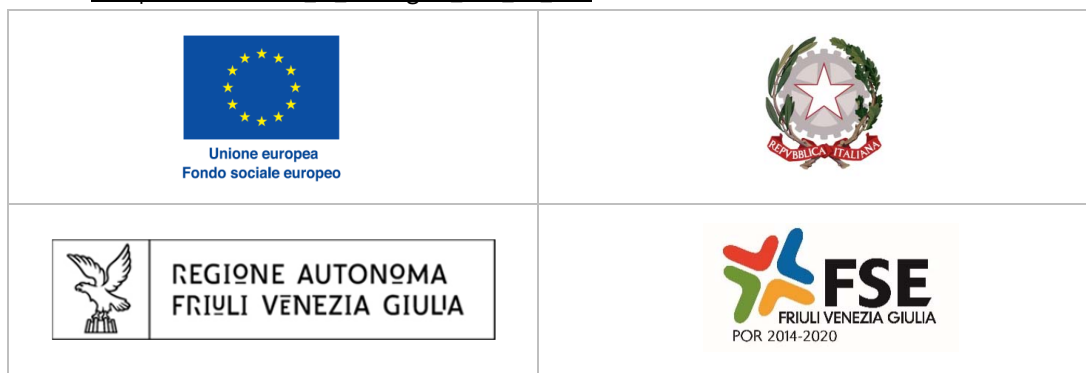 Unione europea
Fondo sociale europeo
REPVBBLICA ITALIANA
REGIONE AUTONOMA
FRIULI VENEZIA GIULIA
FSE
FRIULI VENEZIA GIULIA
POR 2014-2020